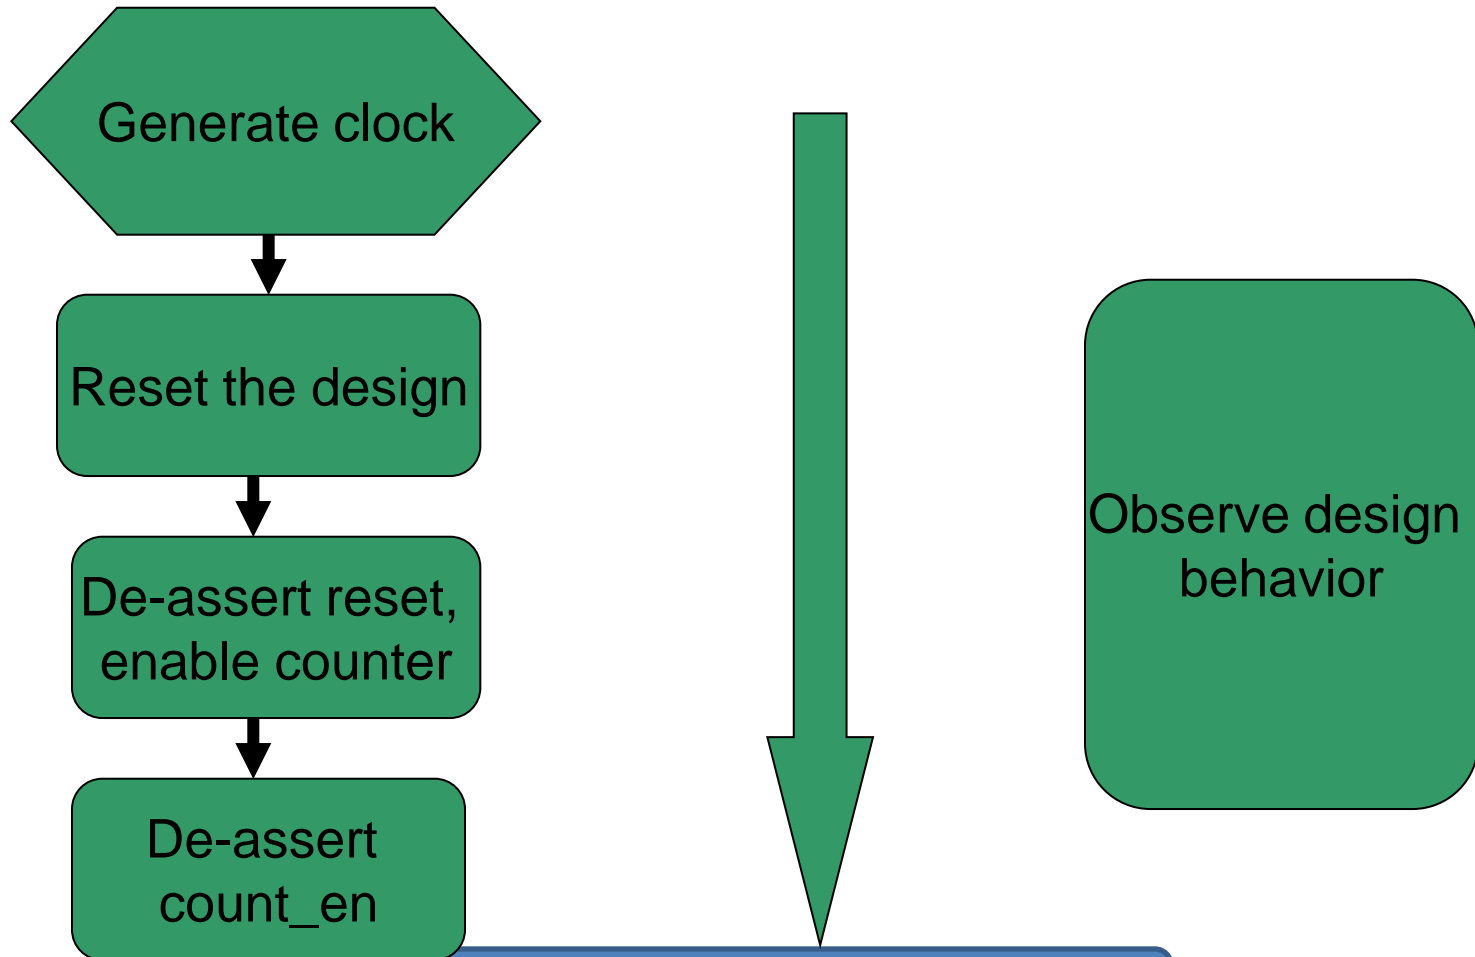 Generate clock
Reset the design
De-assert reset,
enable counter
De-assert
count_en
Observe design
behavior